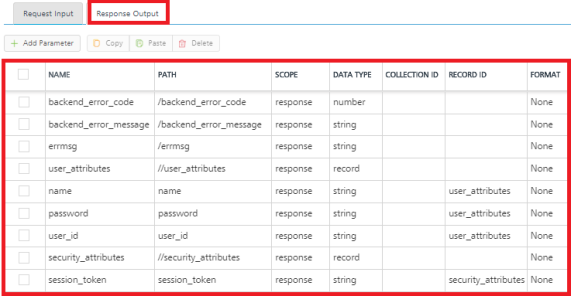 Request Input Response Output
+ Add Parameter Copy Paste Delete
NAME PATH SCOPE DATA TYPE COLLECTION ID RECORD ID FORMAT
backend_error_code /backend_error_code response number None
backend_error_message /backend_error_message response string None
errmsg /errmsg response string None
user_attributes //user_attributes response record None
name name response string user_attributes None
password password response string user_attributes None
user_id user_id response string user_attributes None
security_attributes //security_attributes response record None
session_token session_token response string security_attributes None